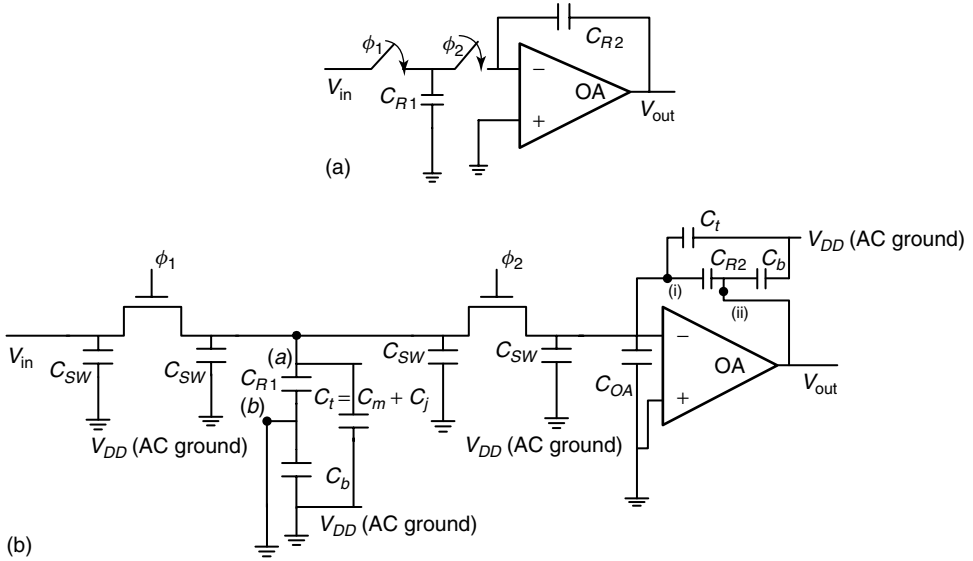 ϕ1
ϕ2
CR2
Vin
CR1
−
OA
+
Vout
(a)
Ct
VDD (AC ground)
CR2
Cb
ϕ1
ϕ2
(i)
(ii)
Vin
CSW
CSW
(a)
CR1
Ct = Cm + Cj
(b)
Cb
CSW
CSW
COA
−
OA
+
Vout
VDD (AC ground)
VDD (AC ground)
VDD (AC ground)
(b)